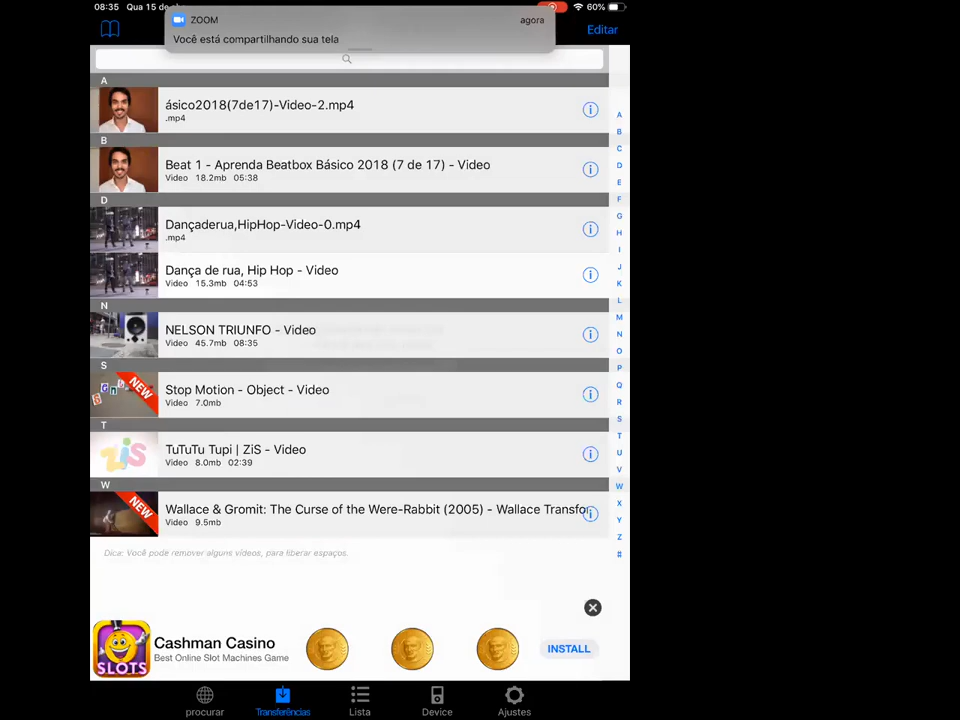 08:35 Qua 15 de
60%
ZOOM
agora
Você está compartilhando sua tela
Editar
A
ásico2018(7de17)-Video-2.mp4
.mp4
B
Beat 1 - Aprenda Beatbox Básico 2018 (7 de 17) - Video
Video 18.2mb 05:38
D
Dançaderua,HipHop-Video-0.mp4
.mp4
Dança de rua, Hip Hop - Video
Video 15.3mb 04:53
N
NELSON TRIUNFO - Video
Video 45.7mb 08:35
S
NEW
Stop Motion - Object - Video
Video 7.0mb
T
ZiS
TuTuTu Tupi | ZiS - Video
Video 8.0mb 02:39
W
NEW
Wallace & Gromit: The Curse of the Were-Rabbit (2005) - Wallace Transfo
Video 9.5mb
Dica: Você pode remover alguns vídeos, para liberar espaços.
A
B
C
D
E
F
G
H
I
J
K
L
M
N
O
P
Q
R
S
T
U
V
W
X
Y
Z
#
SLOTS
Cashman Casino
Best Online Slot Machines Game
INSTALL
procurar
Transferências
Lista
Device
Ajustes